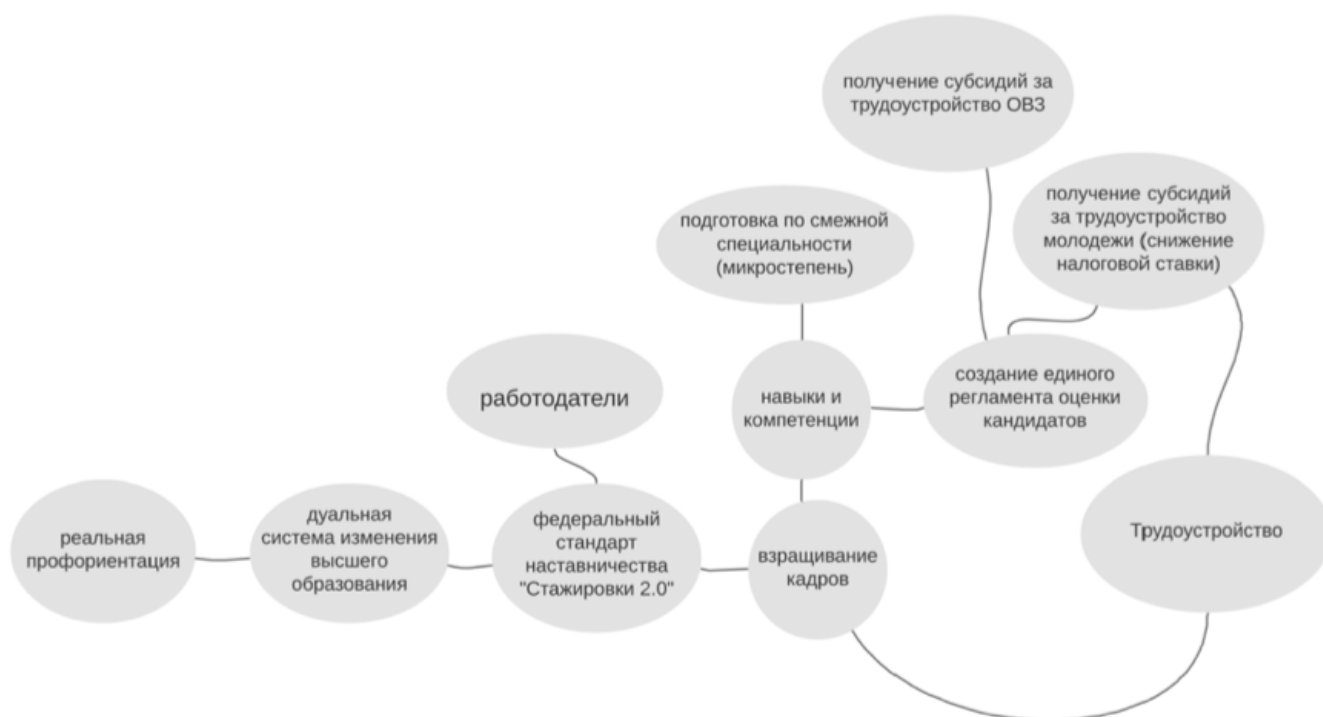 получение субсидий за
трудоустройство ОВЗ
получение субсидий
за трудоустройство
молодежи (снижение
налоговой ставки)
подготовка по смежной
специальности
(микростепень)
работодатели
навыки и
компетенции
создание единого
регламента оценки
кандидатов
реальная
профориентация
дуальная
система изменения
высшего
образования
федеральный
стандарт
наставничества
"Стажировки 2.0"
взращивание
кадров
Трудоустройство